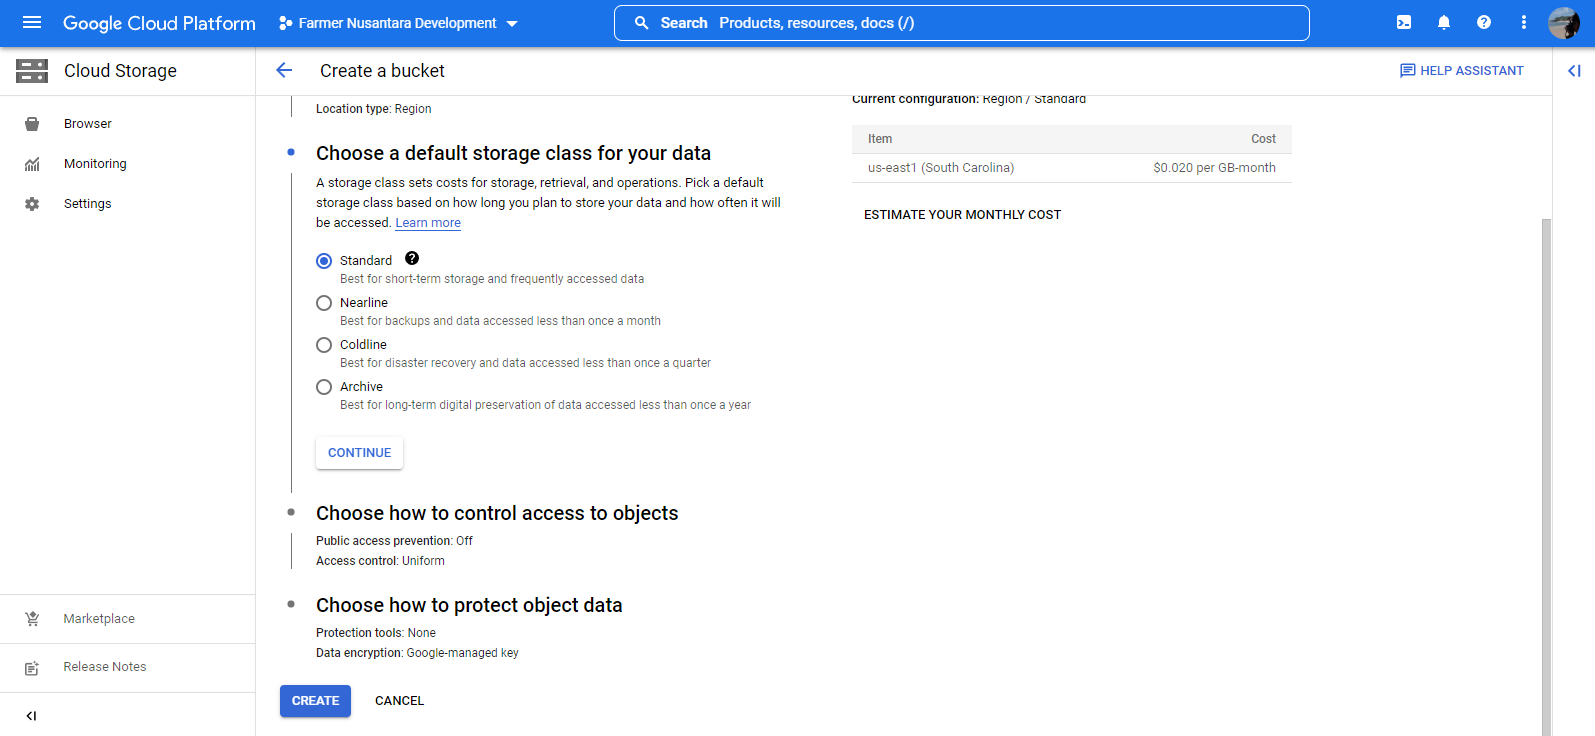 Google Cloud Platform
Farmer Nusantara Development
Search Products, resources, docs (/)
Cloud Storage
Create a bucket
HELP ASSISTANT
Browser
Monitoring
Settings
Marketplace
Release Notes
Location type: Region
Choose a default storage class for your data
A storage class sets costs for storage, retrieval, and operations. Pick a default
storage class based on how long you plan to store your data and how often it will
be accessed. Learn more
Standard
Best for short-term storage and frequently accessed data
Nearline
Best for backups and data accessed less than once a month
Coldline
Best for disaster recovery and data accessed less than once a quarter
Archive
Best for long-term digital preservation of data accessed less than once a year
CONTINUE
Choose how to control access to objects
Public access prevention: Off
Access control: Uniform
Choose how to protect object data
Protection tools: None
Data encryption: Google-managed key
CREATE CANCEL
Current configuration: Region / Standard
Item Cost
us-east1 (South Carolina) $0.020 per GB-month
ESTIMATE YOUR MONTHLY COST